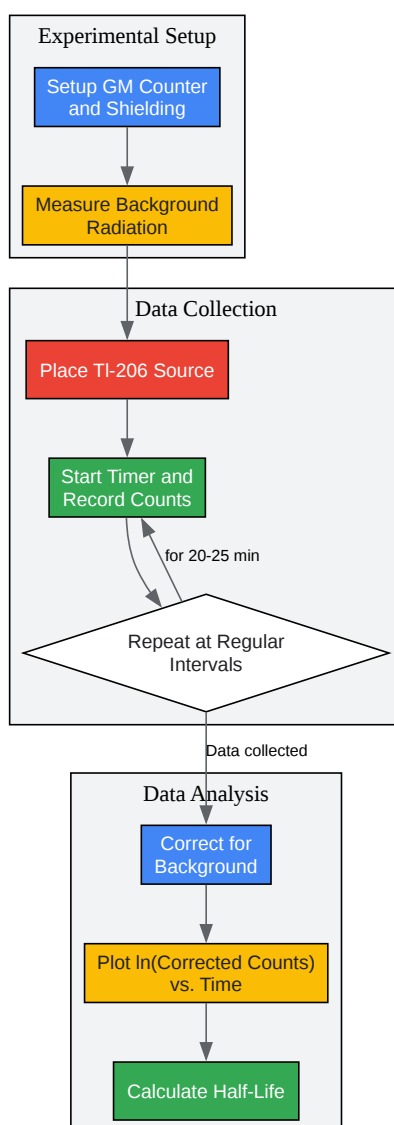 Experimental Setup
Setup GM Counter
and Shielding
Measure Background
Radiation
Data Collection
Place Tl-206 Source
Start Timer and
Record Counts
for 20-25 min
Repeat at Regular
Intervals
Data collected
Data Analysis
Correct for
Background
Plot ln(Corrected Counts)
vs. Time
Calculate Half-Life